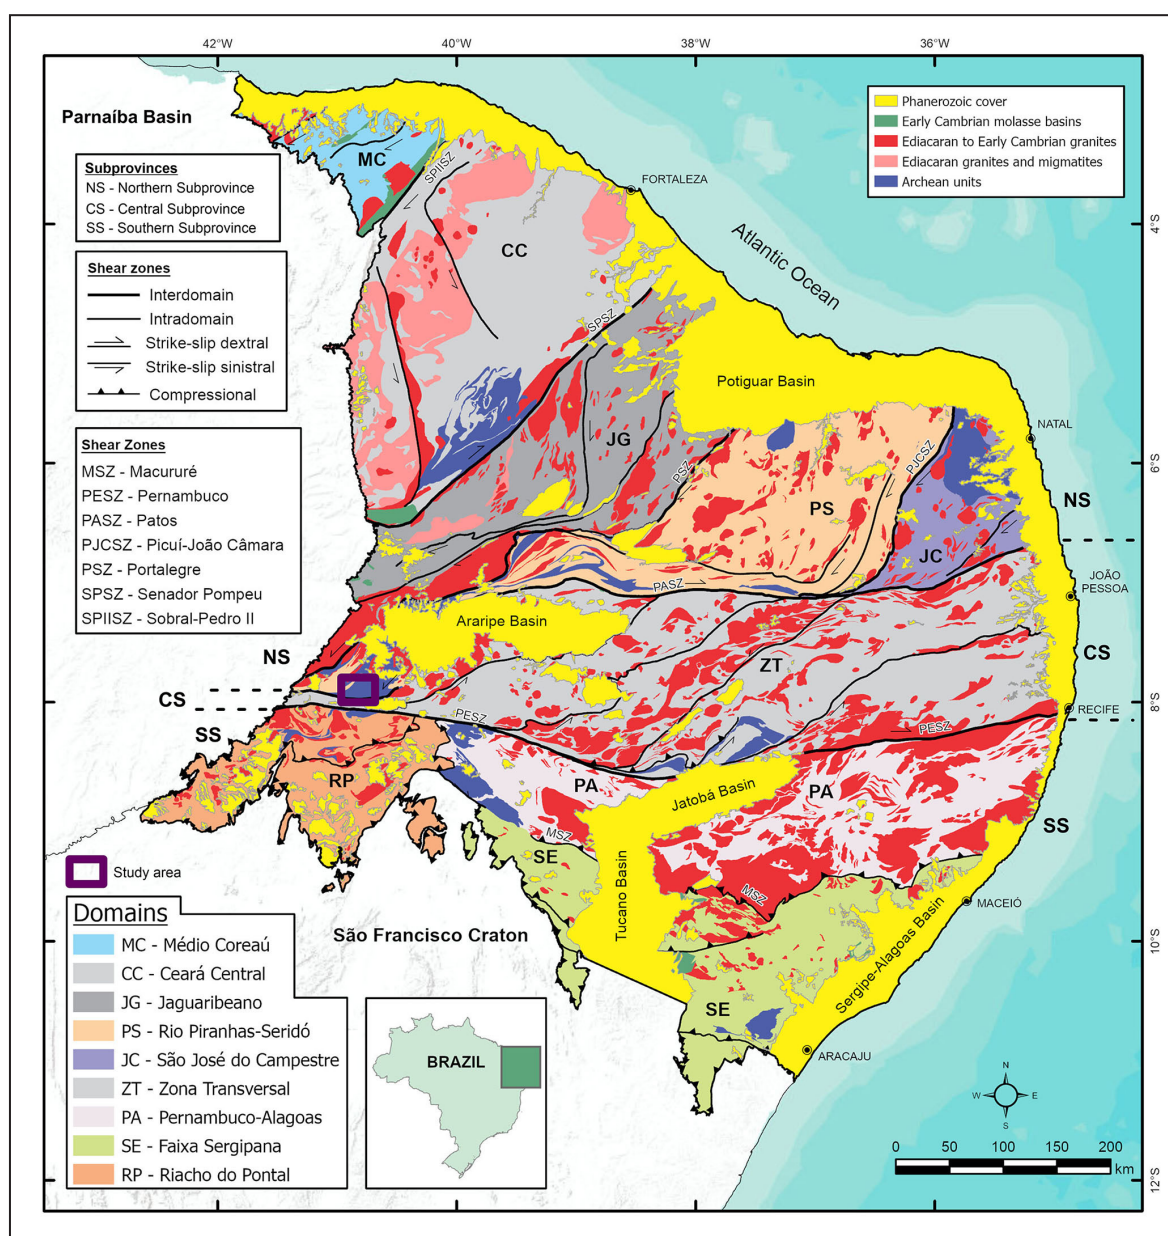 42°W
40°W
38°W
36°W
Parnaíba Basin
Phanerozoic cover
Early Cambrian molasse basins
Ediacaran to Early Cambrian granites
Ediacaran granites and migmatites
Archean units
Subprovinces
NS - Northern Subprovince
CS - Central Subprovince
SS - Southern Subprovince
MC
SPIISZ
FORTALEZA
4°S
CC
Atlantic Ocean
Shear zones
Interdomain
Intradomain
Strike-slip dextral
Strike-slip sinistral
Compressional
SPSZ
Potiguar Basin
NATAL
JG
PSZ
PJCSZ
6°S
Shear Zones
MSZ - Macururé
PESZ - Pernambuco
PASZ - Patos
PJCSZ - Picuí-João Câmara
PSZ - Portalegre
SPSZ - Senador Pompeu
SPIISZ - Sobral-Pedro II
PS
NS
JC
PASZ
JOÃO
PESSOA
Araripe Basin
NS
ZT
CS
CS
8°S
RECIFE
PESZ
PESZ
SS
RP
PA
Jatobá Basin
PA
SS
MSZ
SE
Study area
MSZ
MACEIÓ
Tucano Basin
São Francisco Craton
10°S
Sergipe-Alagoas Basin
SE
ARACAJU
Domains
MC - Médio Coreaú
CC - Ceará Central
JG - Jaguaribeano
PS - Rio Piranhas-Seridó
JC - São José do Campestre
ZT - Zona Transversal
PA - Pernambuco-Alagoas
SE - Faixa Sergipana
RP - Riacho do Pontal
BRAZIL
N
W
E
S
0 50 100 150 200
km
12°S